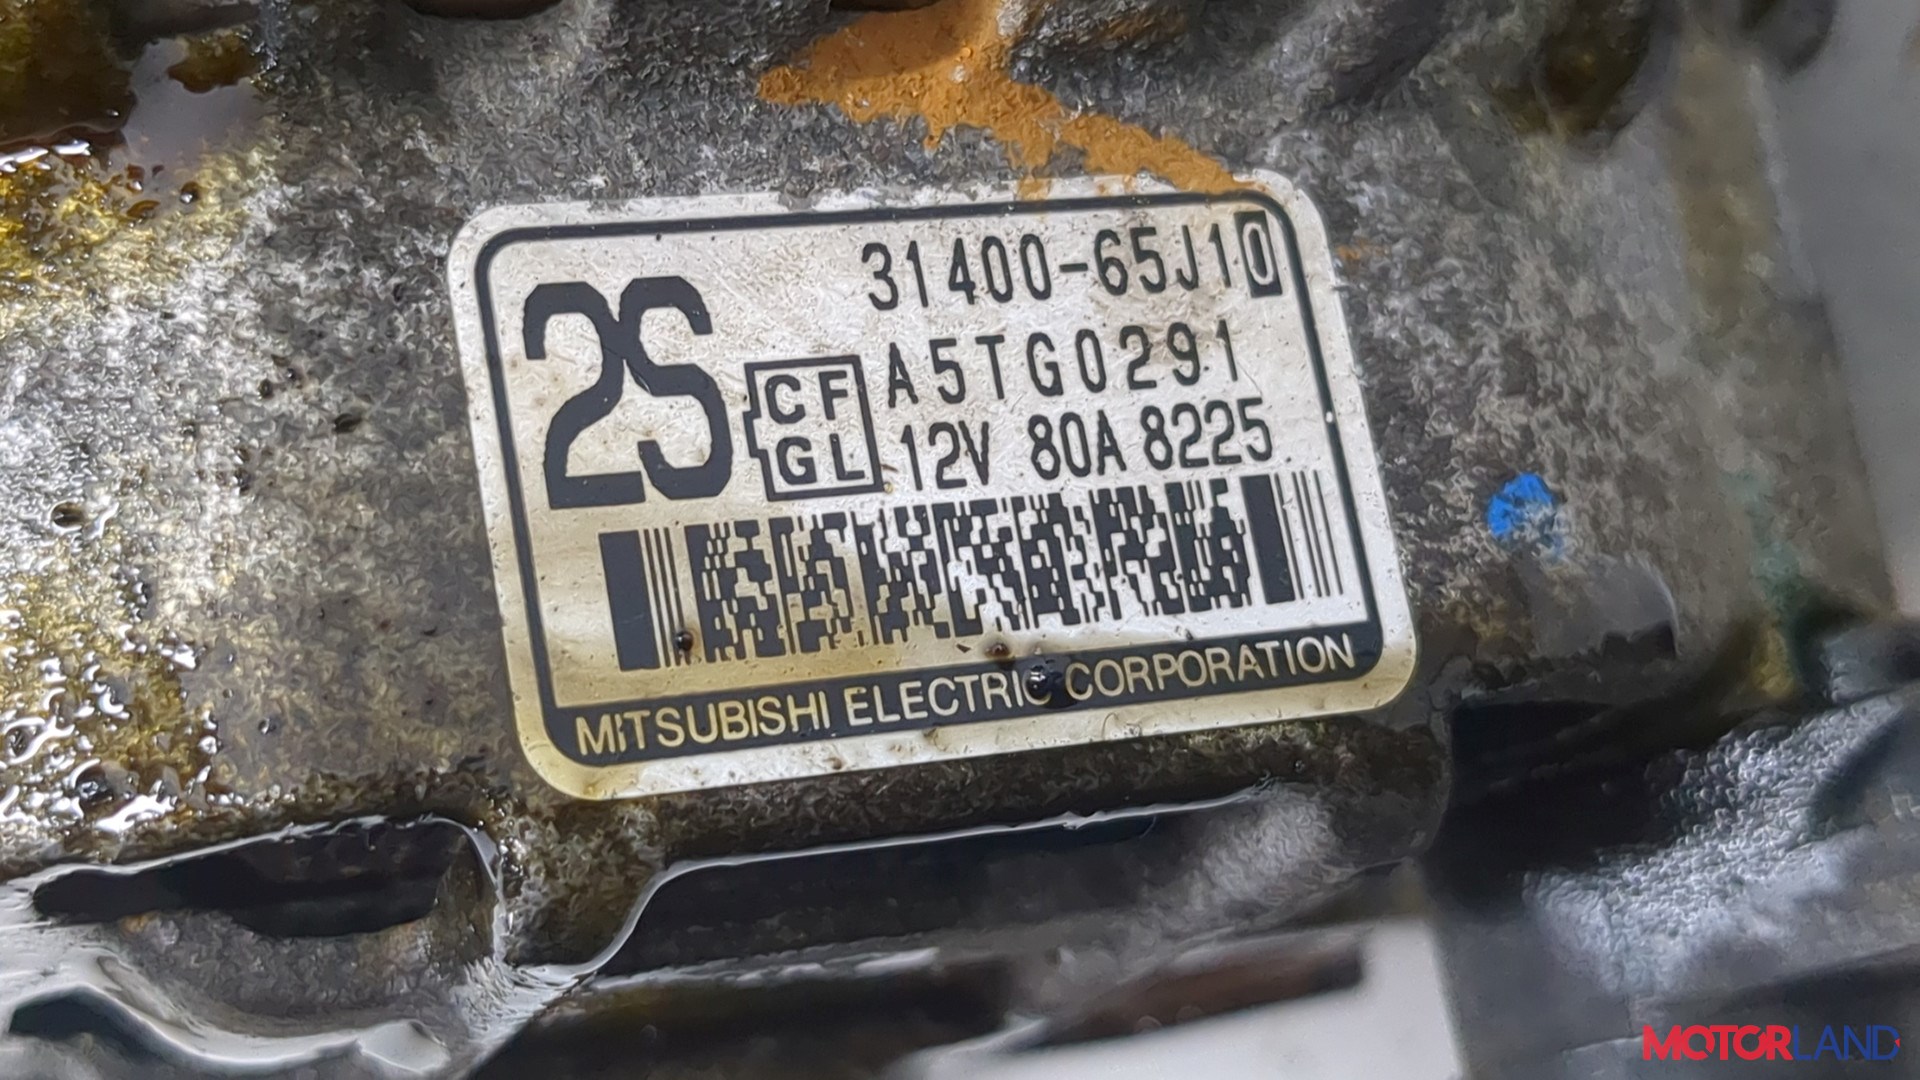 2S
31400-65J10
CF
GL
A5TG0291
12V 80A 8225
MITSUBISHI ELECTRIC CORPORATION
MOTORLAND